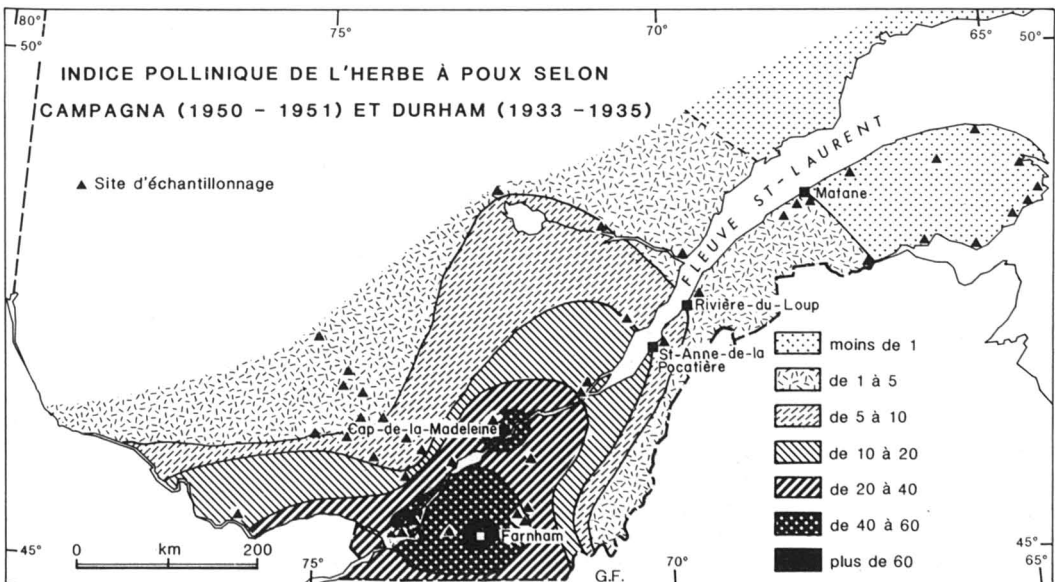 80°
75°
70°
65°
50°
50°
INDICE POLLINIQUE DE L'HERBE À POUX SELON
CAMPAGNA (1950 - 1951) ET DURHAM (1933 -1935)
▲ Site d'échantillonnage
FLEUVE ST-LAURENT
Matane
Rivière-du-Loup
St-Anne-de-la
Pocatière
Cap-de-la-Madeleine
Farnham
moins de 1
de 1 à 5
de 5 à 10
de 10 à 20
de 20 à 40
de 40 à 60
plus de 60
45°
0 km 200
75°
G.F.
70°
45°
65°